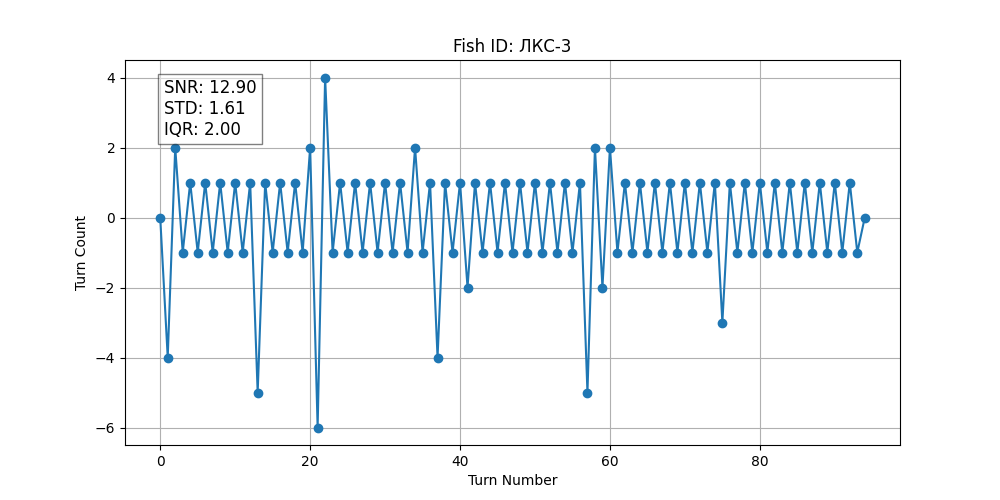 Fish ID: ЛКС-3
SNR: 12.90
STD: 1.61
IQR: 2.00
4
2
0
−2
−4
−6
Turn Count
0 20 40 60 80
Turn Number